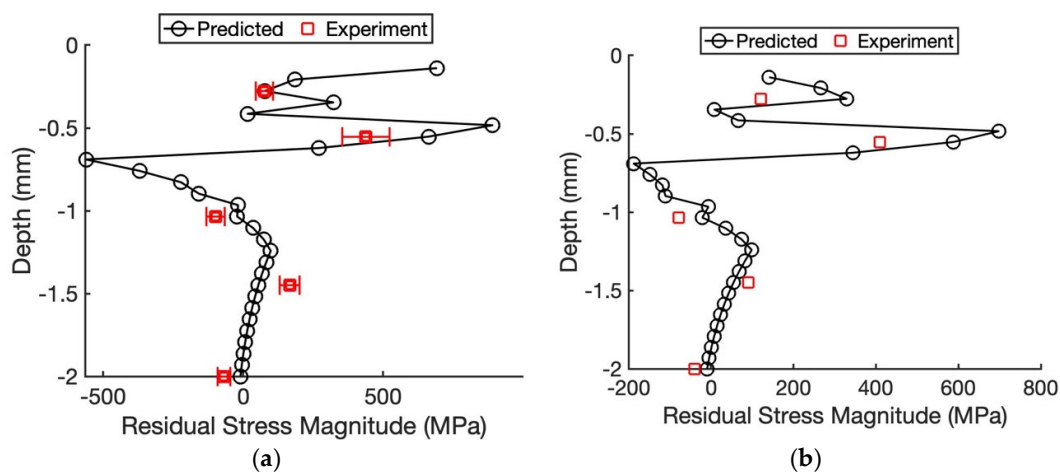 Predicted Experiment
0
-0.5
-1
-1.5
-2
Depth (mm)
-500 0 500
Residual Stress Magnitude (MPa)
(a)
Predicted Experiment
0
-0.5
-1
-1.5
-2
Depth (mm)
-200 0 200 400 600 800
Residual Stress Magnitude (MPa)
(b)